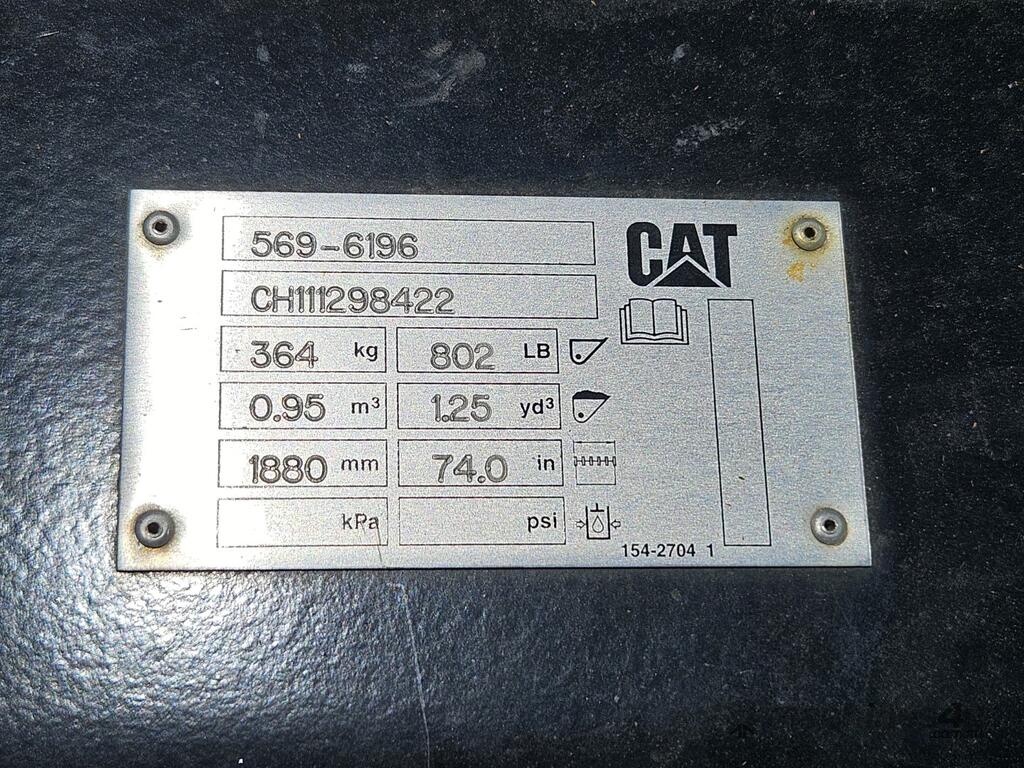 569-6196
CAT
CH111298422
364 kg 802 LB
0.95 m³ 1.25 yd³
1880 mm 74.0 in
kPa psi
154-2704 1